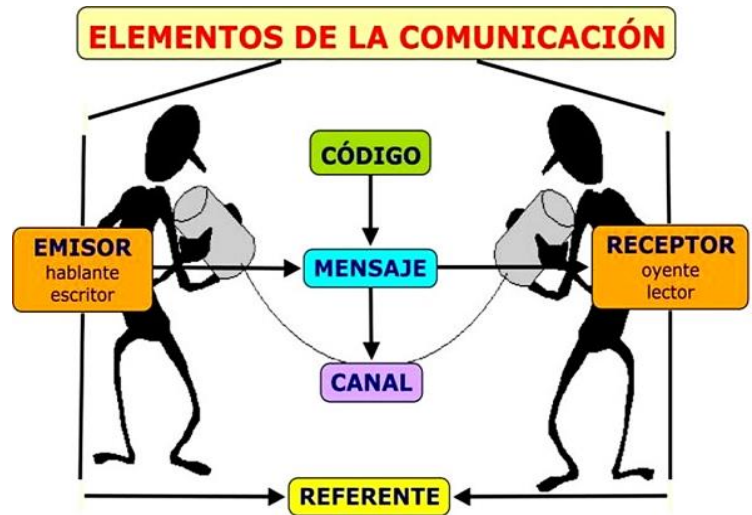 ELEMENTOS DE LA COMUNICACIÓN
CÓDIGO
EMISOR
hablante
escritor
MENSAJE
RECEPTOR
oyente
lector
CANAL
REFERENTE